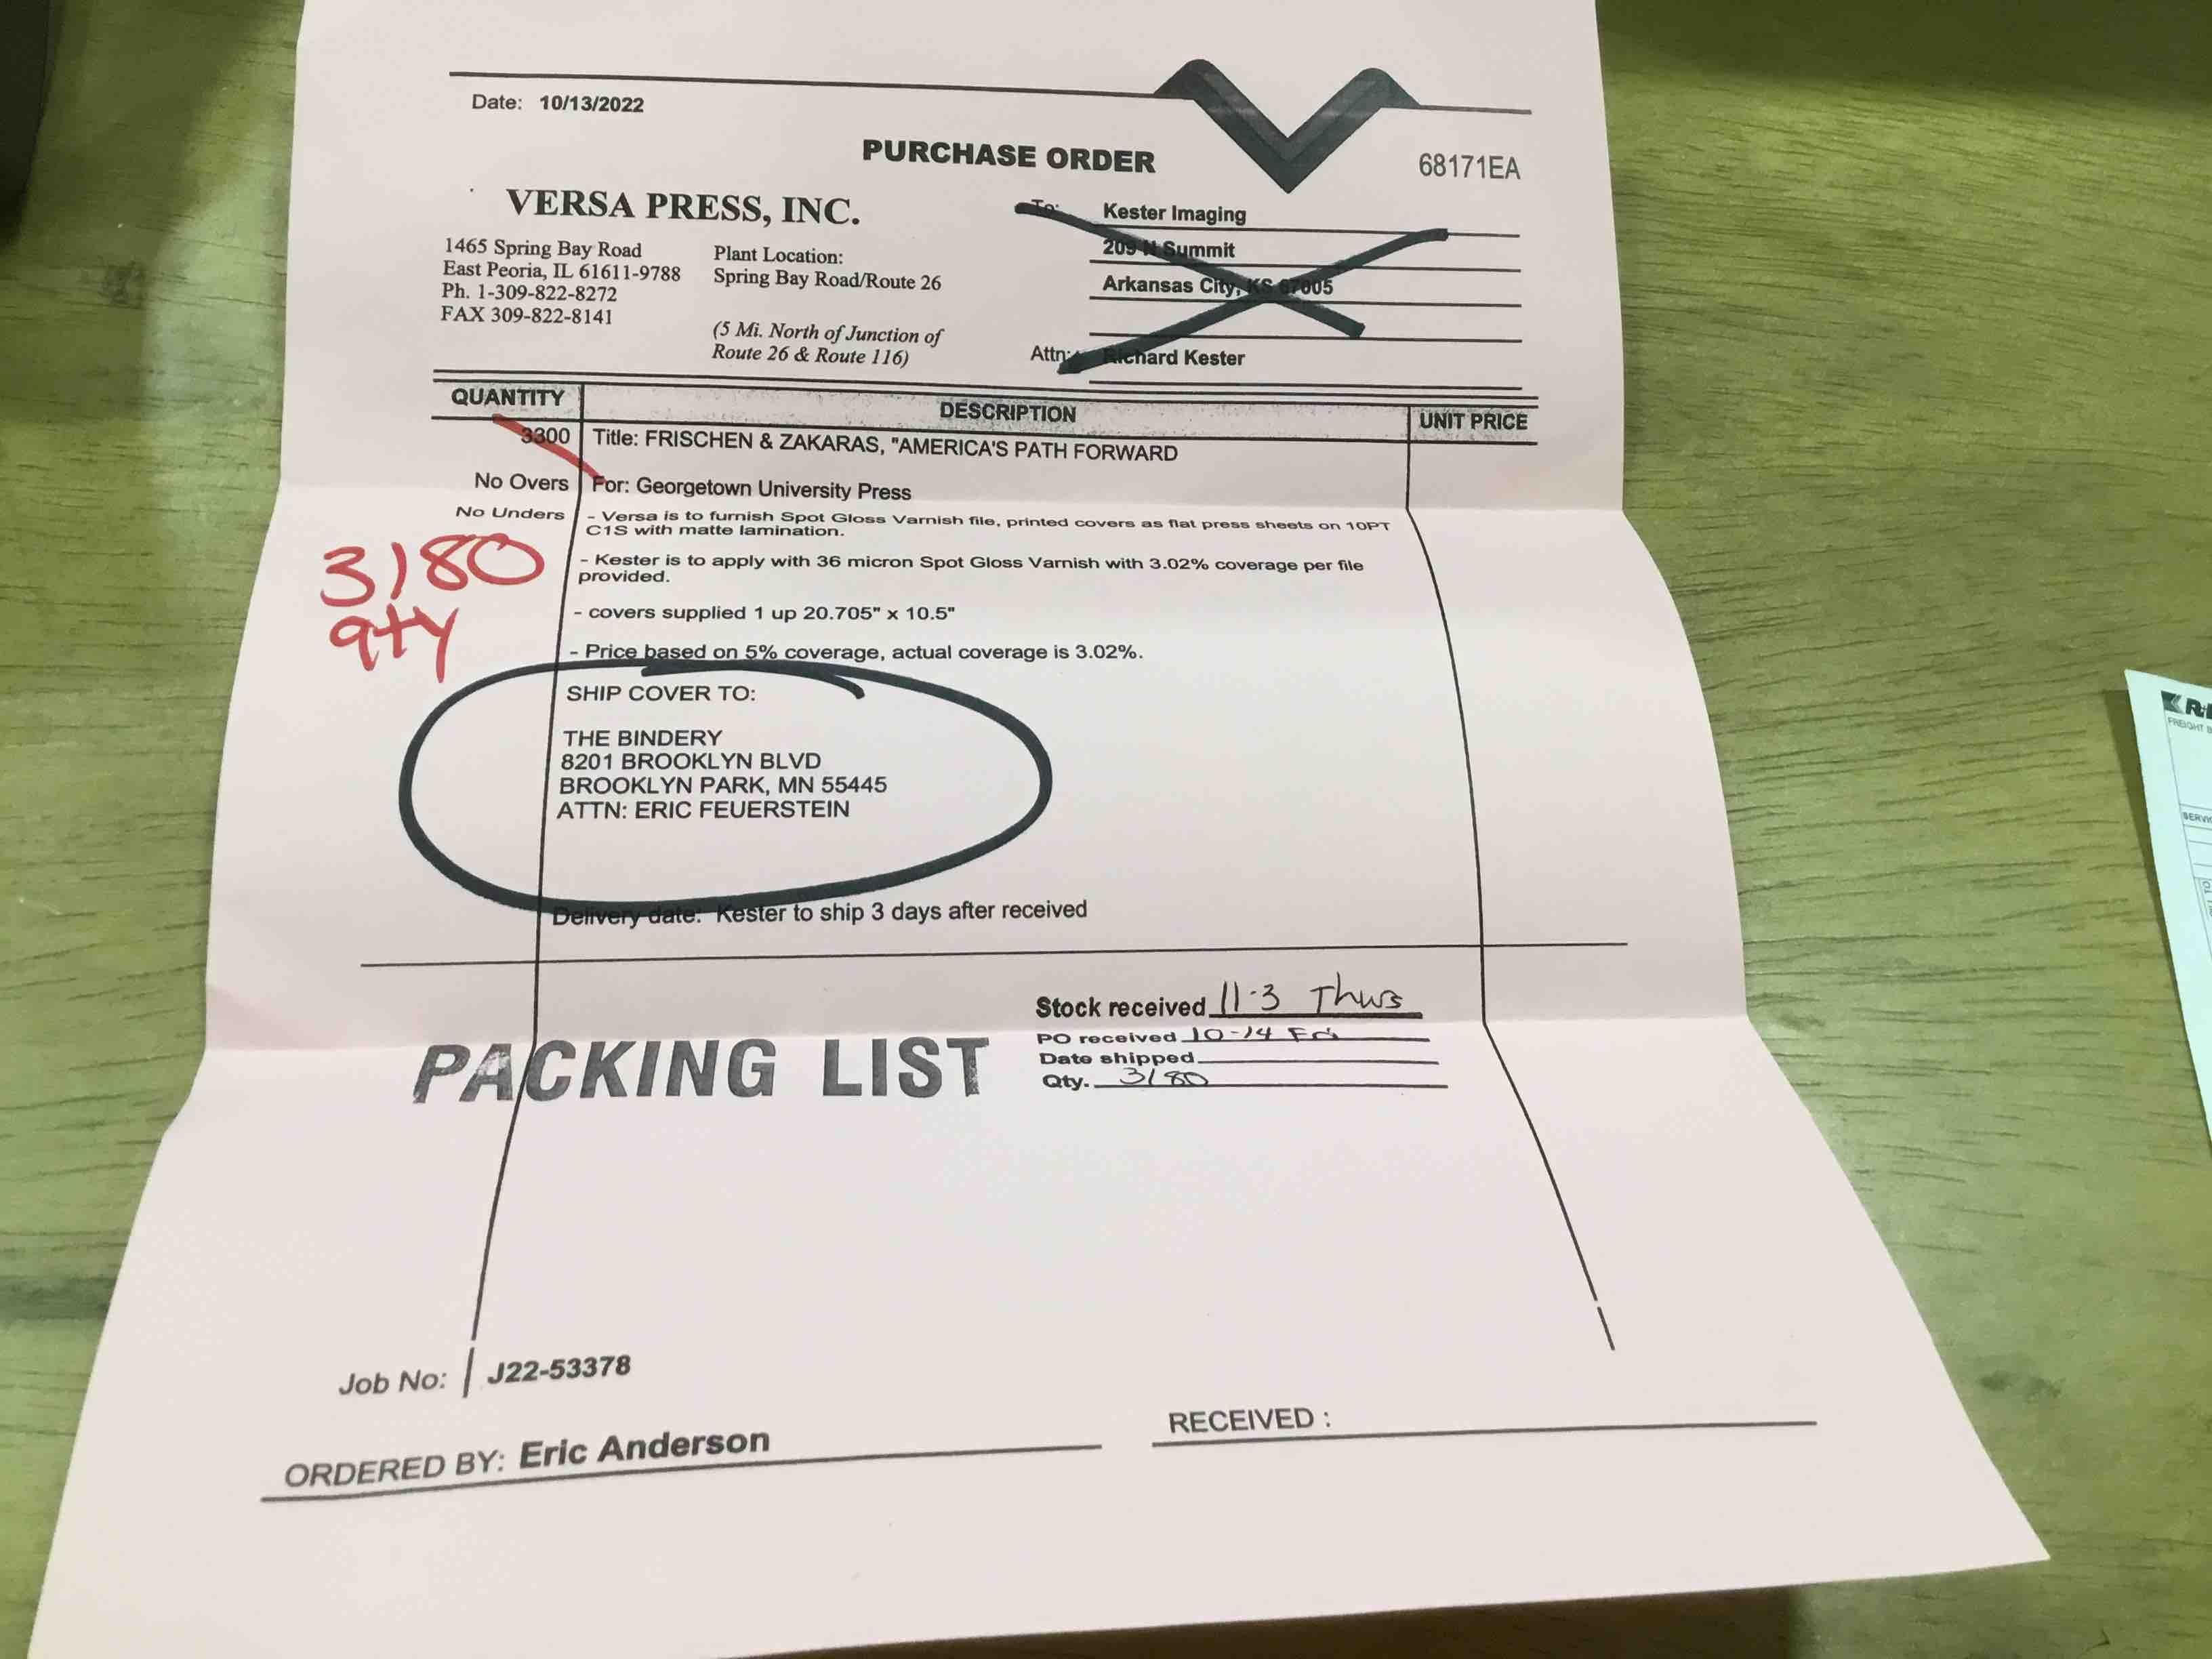 Date: 10/13/2022
PURCHASE ORDER
68171EA
VERSA PRESS, INC.
1465 Spring Bay Road
East Peoria, IL 61611-9788
Ph. 1-309-822-8272
FAX 309-822-8141
Plant Location:
Spring Bay Road/Route 26
(5 Mi. North of Junction of
Route 26 & Route 116)
To: Kester Imaging
209 N Summit
Arkansas City, KS 67005
Attn: Richard Kester
QUANTITY DESCRIPTION UNIT PRICE
3300 Title: FRISCHEN & ZAKARAS, "AMERICA'S PATH FORWARD
No Overs For: Georgetown University Press
No Unders - Versa is to furnish Spot Gloss Varnish file, printed covers as flat press sheets on 10PT
C1S with matte lamination.
3180
qty
- Kester is to apply with 36 micron Spot Gloss Varnish with 3.02% coverage per file
provided.
- covers supplied 1 up 20.705" x 10.5"
- Price based on 5% coverage, actual coverage is 3.02%.
SHIP COVER TO:
THE BINDERY
8201 BROOKLYN BLVD
BROOKLYN PARK, MN 55445
ATTN: ERIC FEUERSTEIN
Delivery date: Kester to ship 3 days after received
PACKING LIST
Stock received 11-3 Thurs
PO received 10-14 Fri
Date shipped
Qty. 3180
Job No: J22-53378
ORDERED BY: Eric Anderson
RECEIVED :